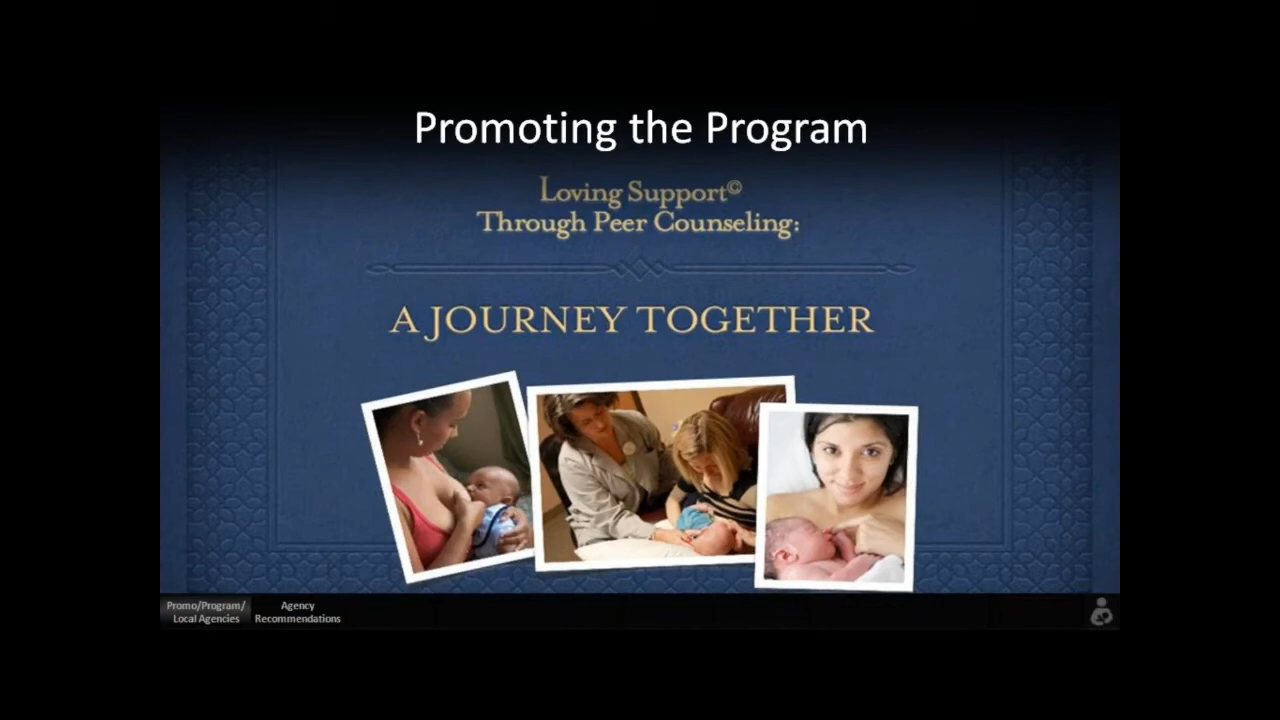 Promoting the Program
Loving Support©
Through Peer Counseling:
A JOURNEY TOGETHER
Promo/Program/
Local Agencies
Agency
Recommendations